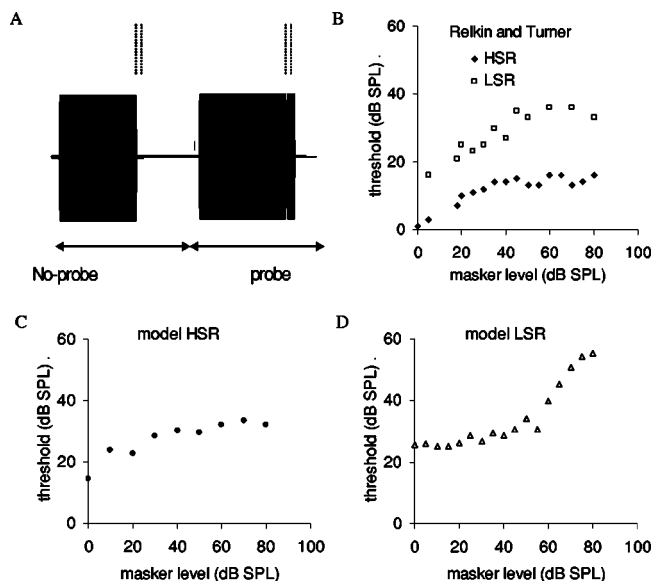 A
No-probe probe
B
Relkin and Turner
HSR
LSR
threshold (dB SPL) .
60
40
20
0
0 20 40 60 80 100
masker level (dB SPL)
C
model HSR
threshold (dB SPL) .
60
40
20
0
0 20 40 60 80 100
masker level (dB SPL)
D
model LSR
threshold (dB SPL) .
60
40
20
0
0 20 40 60 80 100
masker level (dB SPL)